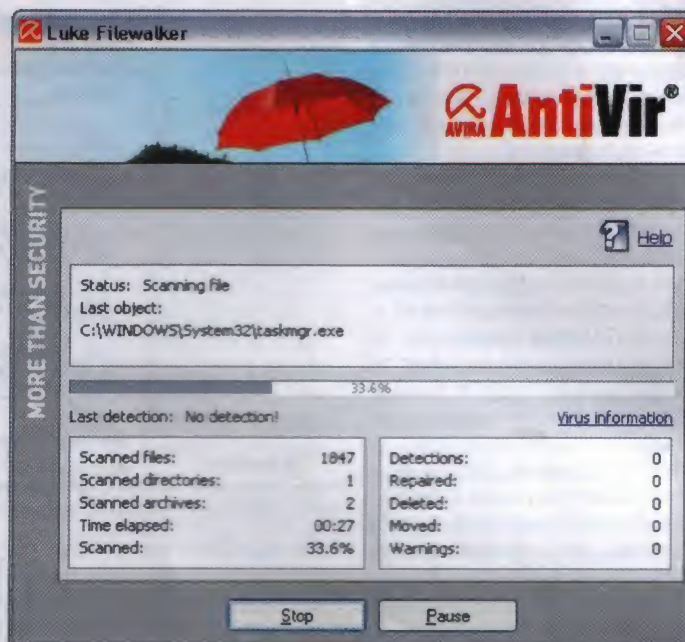 Luke Filewalker
AVIRA AntiVir®
MORE THAN SECURITY
Help
Status: Scanning file
Last object:
C:\WINDOWS\System32\taskmgr.exe
33.6%
Last detection: No detection!
Virus information
Scanned files: 1847
Scanned directories: 1
Scanned archives: 2
Time elapsed: 00:27
Scanned: 33.6%
Detections: 0
Repaired: 0
Deleted: 0
Moved: 0
Warnings: 0
Stop
Pause